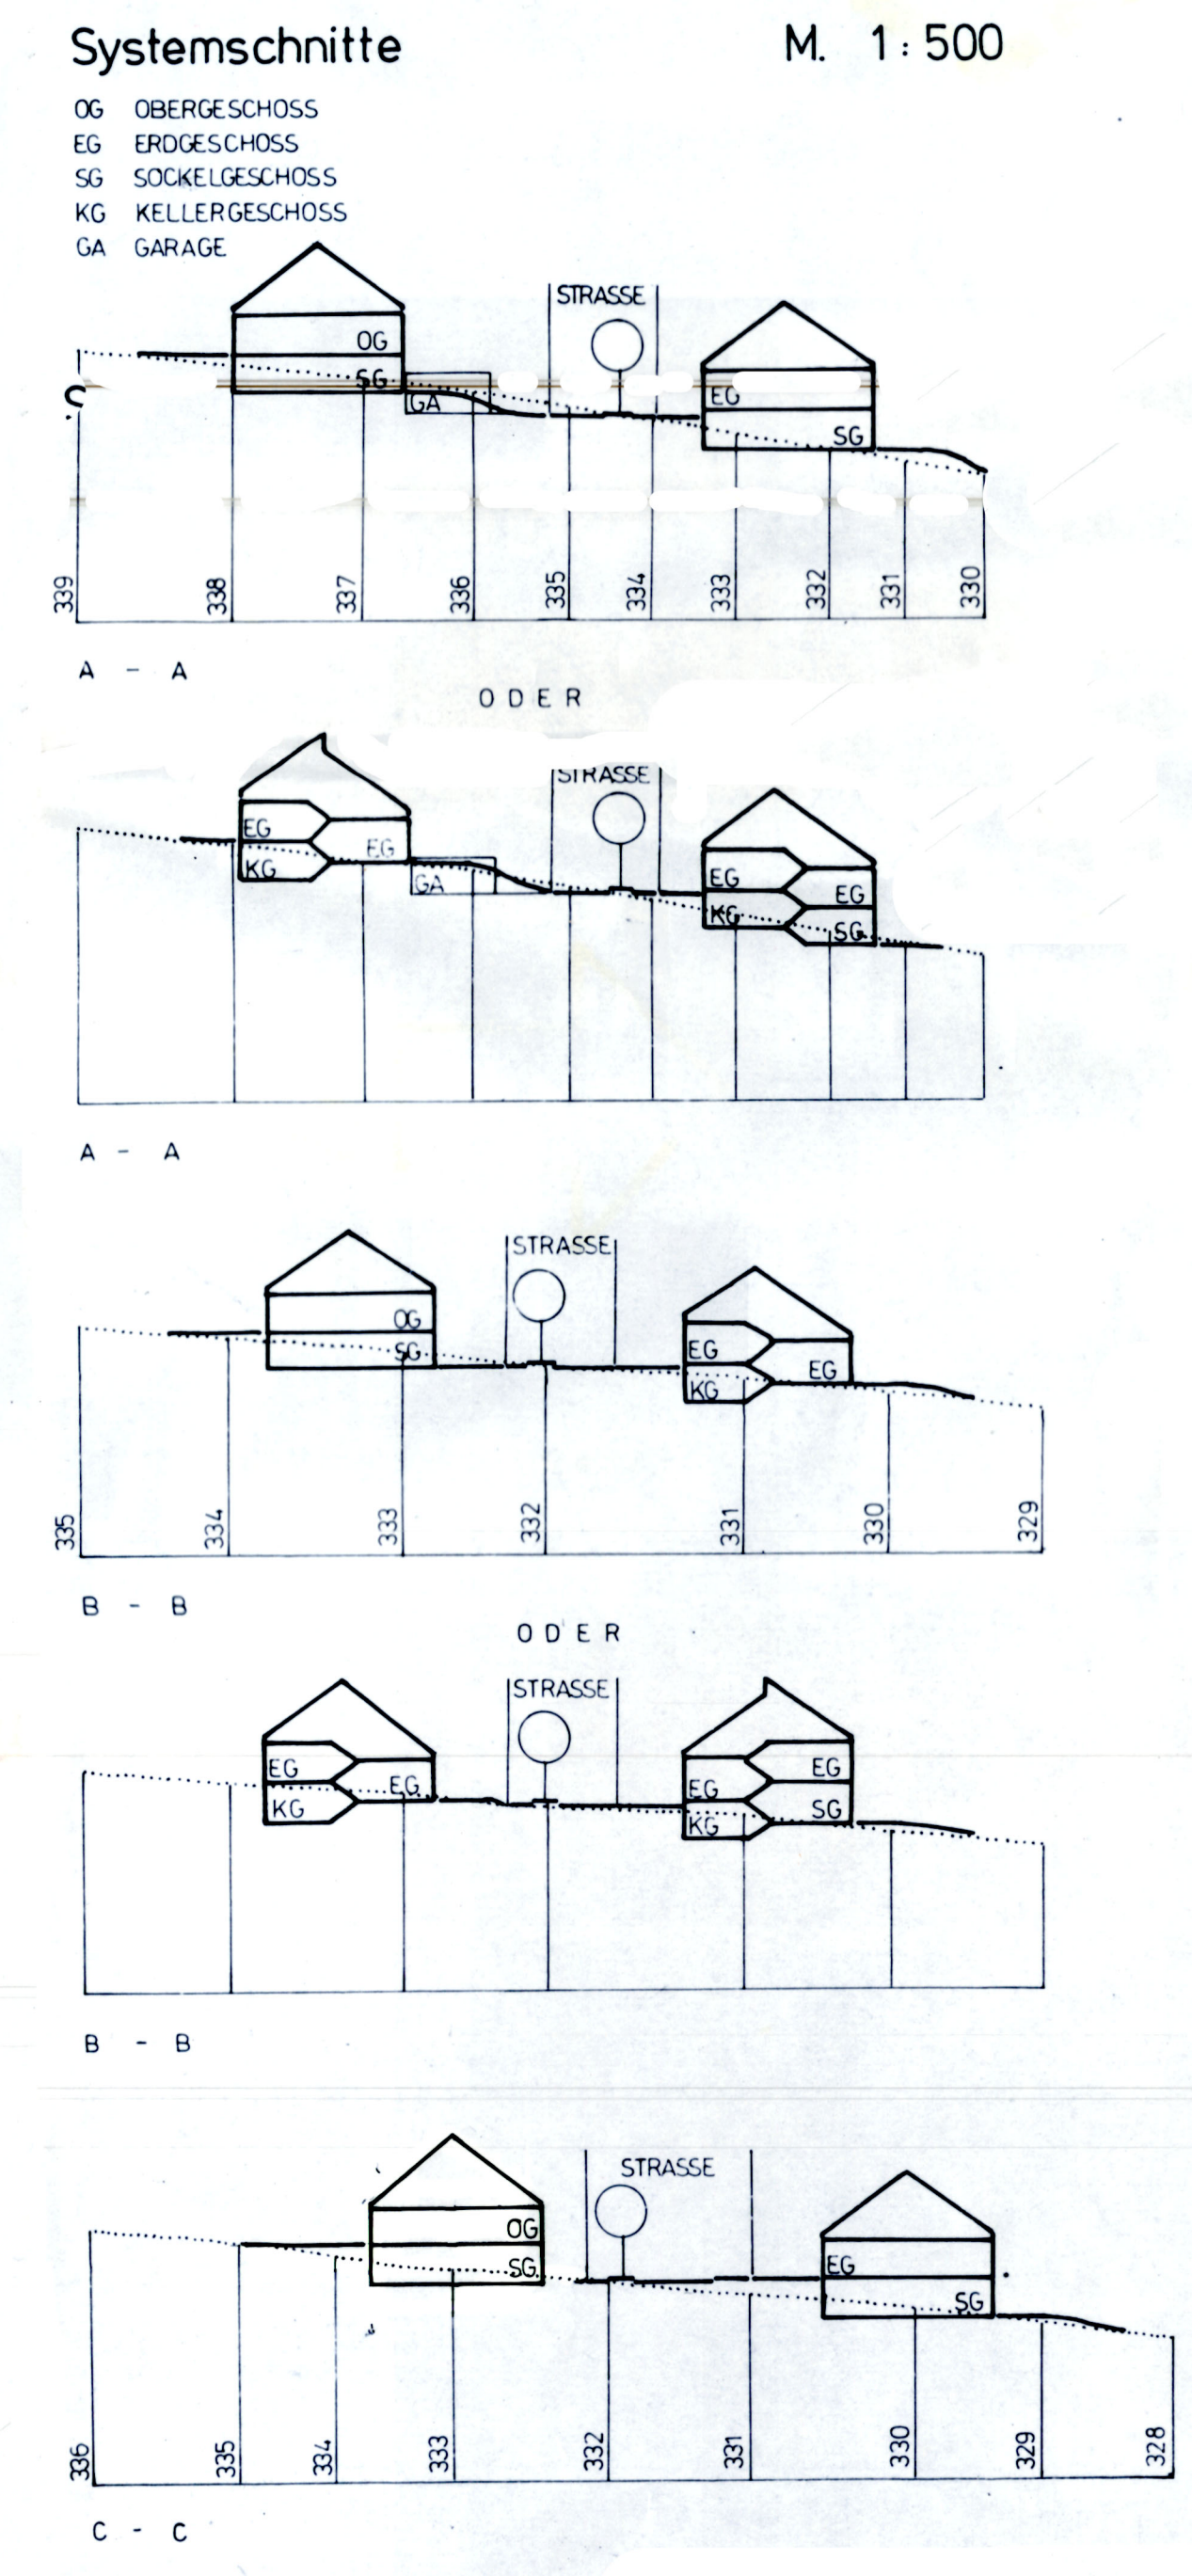 Systemschnitte M. 1:500
OG OBERGESCHOSS
EG ERDGESCHOSS
SG SOCKELGESCHOSS
KG KELLERGESCHOSS
GA GARAGE
STRASSE
OG
SG
GA
EG
SG
339 338 337 336 335 334 333 332 331 330
A - A
ODER
STRASSE
EG
EG
KG
GA
EG
EG
KG
SG
A - A
STRASSE
OG
SG
EG
EG
KG
335 334 333 332 331 330 329
B - B
ODER
STRASSE
EG
EG
KG
EG
EG
SG
KG
B - B
STRASSE
OG
SG
EG
SG
336 335 334 333 332 331 330 329 328
C - C